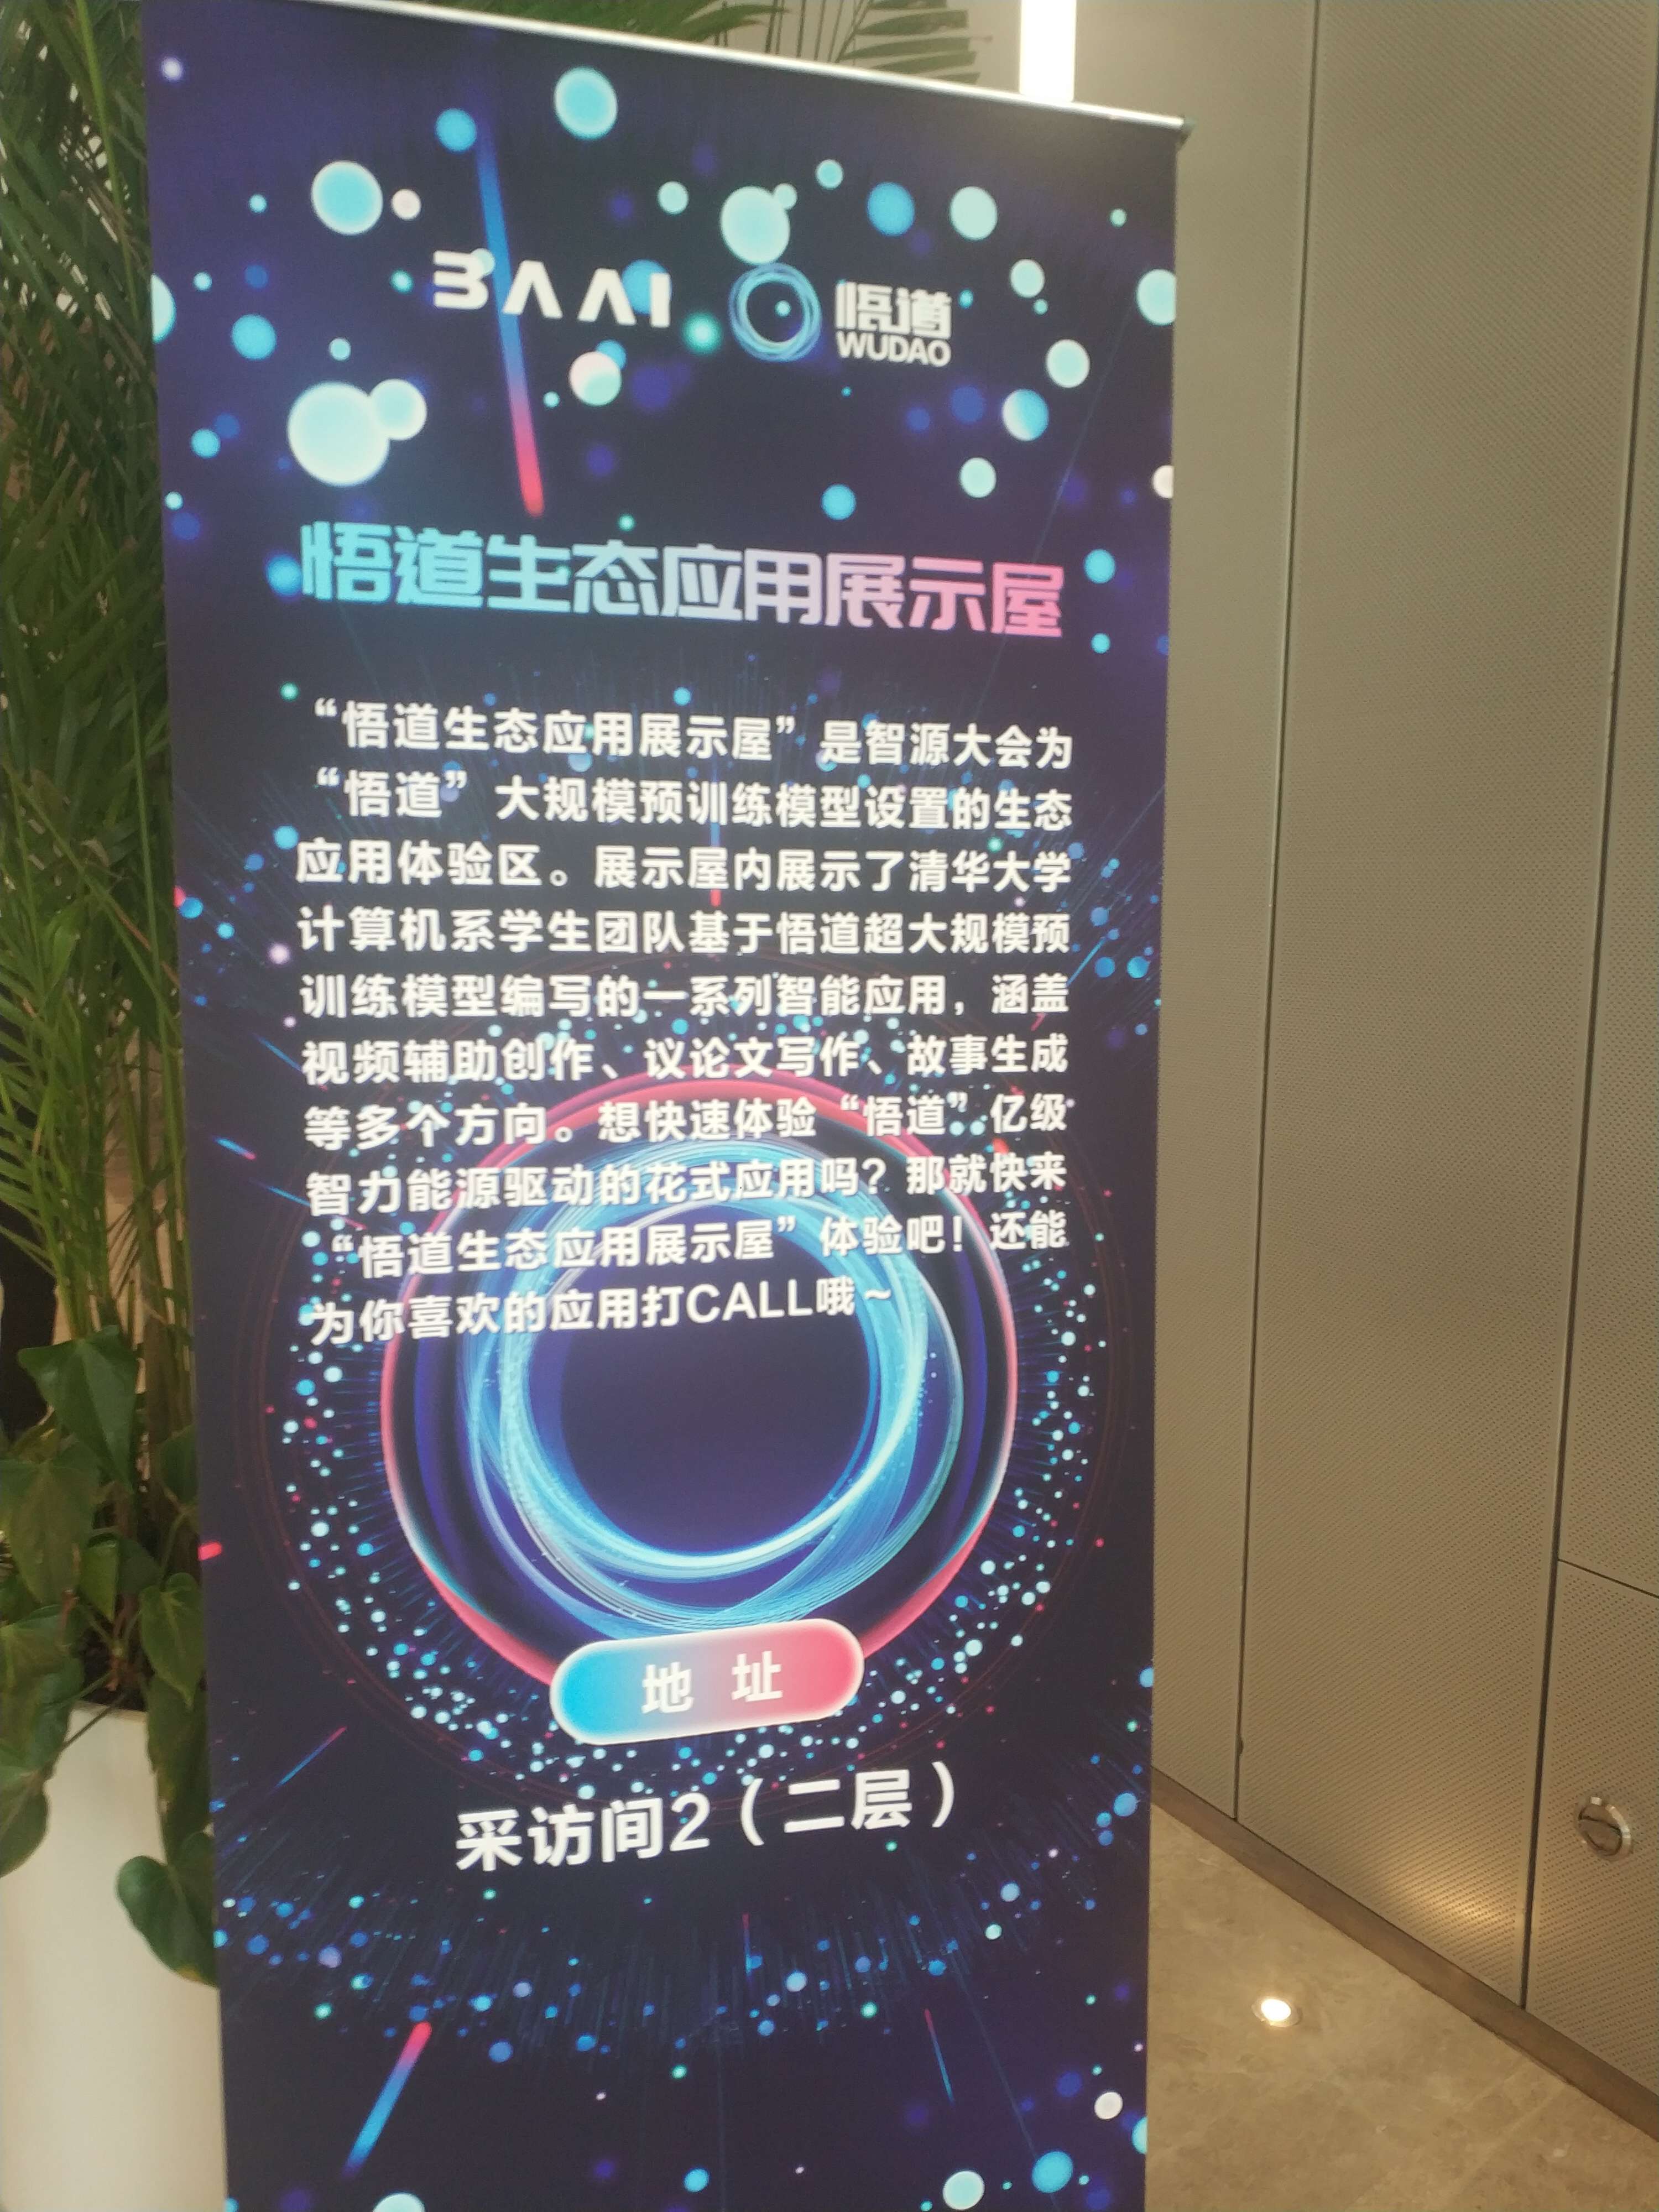 BAAI
悟道
WUDAO
悟道生态应用展示屋
“悟道生态应用展示屋”是智源大会为
“悟道”大规模预训练模型设置的生态
应用体验区。展示屋内展示了清华大学
计算机系学生团队基于悟道超大规模预
训练模型编写的一系列智能应用，涵盖
视频辅助创作、议论文写作、故事生成
等多个方向。想快速体验“悟道”亿级
智力能源驱动的花式应用吗？那就快来
“悟道生态应用展示屋”体验吧！还能
为你喜欢的应用打CALL哦~
地 址
采访间2（二层）